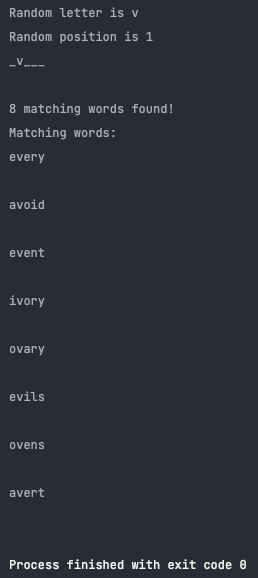 Random letter is v
Random position is 1
_v___
8 matching words found!
Matching words:
every
avoid
event
ivory
ovary
evils
ovens
avert
Process finished with exit code 0